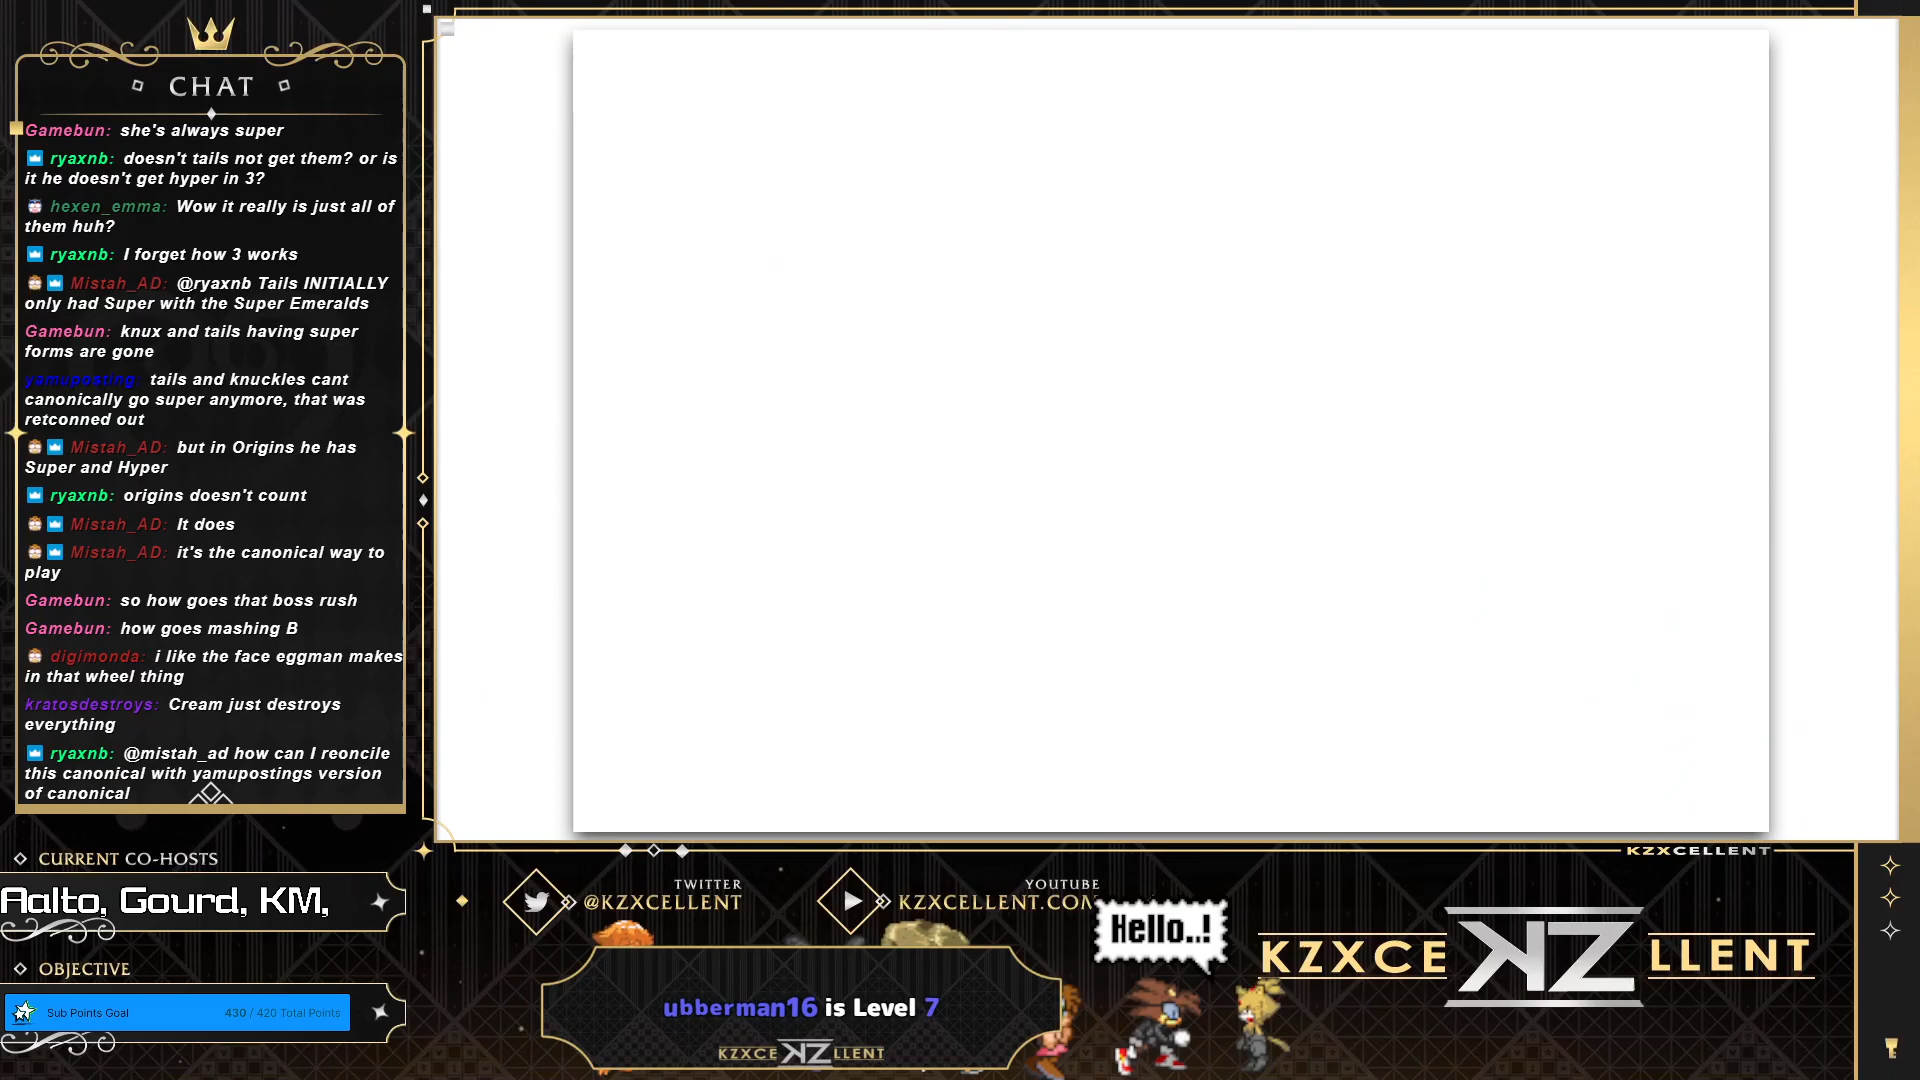 CHAT
Gamebun: she's always super
ryaxnb: doesn't tails not get them? or is
it he doesn't get hyper in 3?
hexen_emma: Wow it really is just all of
them huh?
ryaxnb: I forget how 3 works
Mistah_AD: @ryaxnb Tails INITIALLY
only had Super with the Super Emeralds
Gamebun: knux and tails having super
forms are gone
yamuposting: tails and knuckles cant
canonically go super anymore, that was
retconned out
Mistah_AD: but in Origins he has
Super and Hyper
ryaxnb: origins doesn't count
Mistah_AD: It does
Mistah_AD: it's the canonical way to
play
Gamebun: so how goes that boss rush
Gamebun: how goes mashing B
digimonda: i like the face eggman makes
in that wheel thing
kratosdestroys: Cream just destroys
everything
ryaxnb: @mistah_ad how can I reoncile
this canonical with yamupostings version
of canonical
CURRENT CO-HOSTS
Aalto, Gourd, KM,
OBJECTIVE
Sub Points Goal 430 / 420 Total Points
KZXCELLENT
TWITTER
@KZXCELLENT
YOUTUBE
KZXCELLENT.COM
Hello..!
ubberman16 is Level 7
KZXCE KZ LLENT
KZXCE KZ LLENT